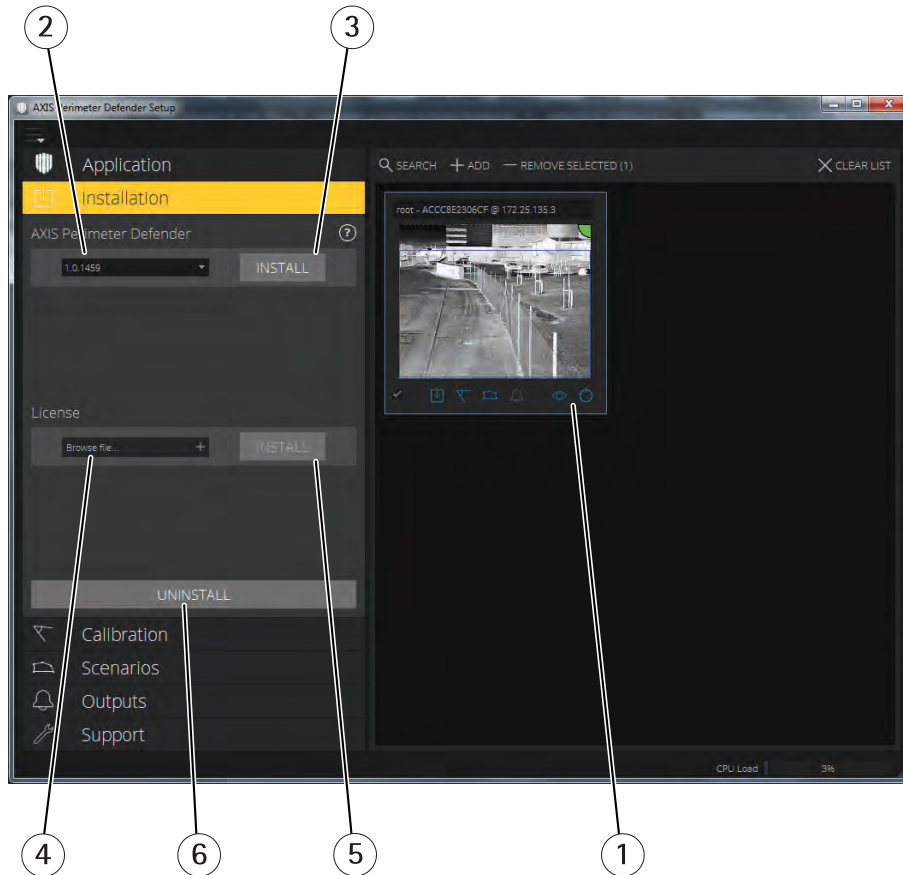 2
3
AXIS Perimeter Defender Setup
Application
SEARCH
ADD
REMOVE SELECTED (1)
CLEAR LIST
Installation
root - ACCC8E2306CF @ 172.25.135.3
AXIS Perimeter Defender
?
1.0.1459
INSTALL
License
Browse file...
INSTALL
UNINSTALL
Calibration
Scenarios
Outputs
Support
CPU Load
3%
4
6
5
1